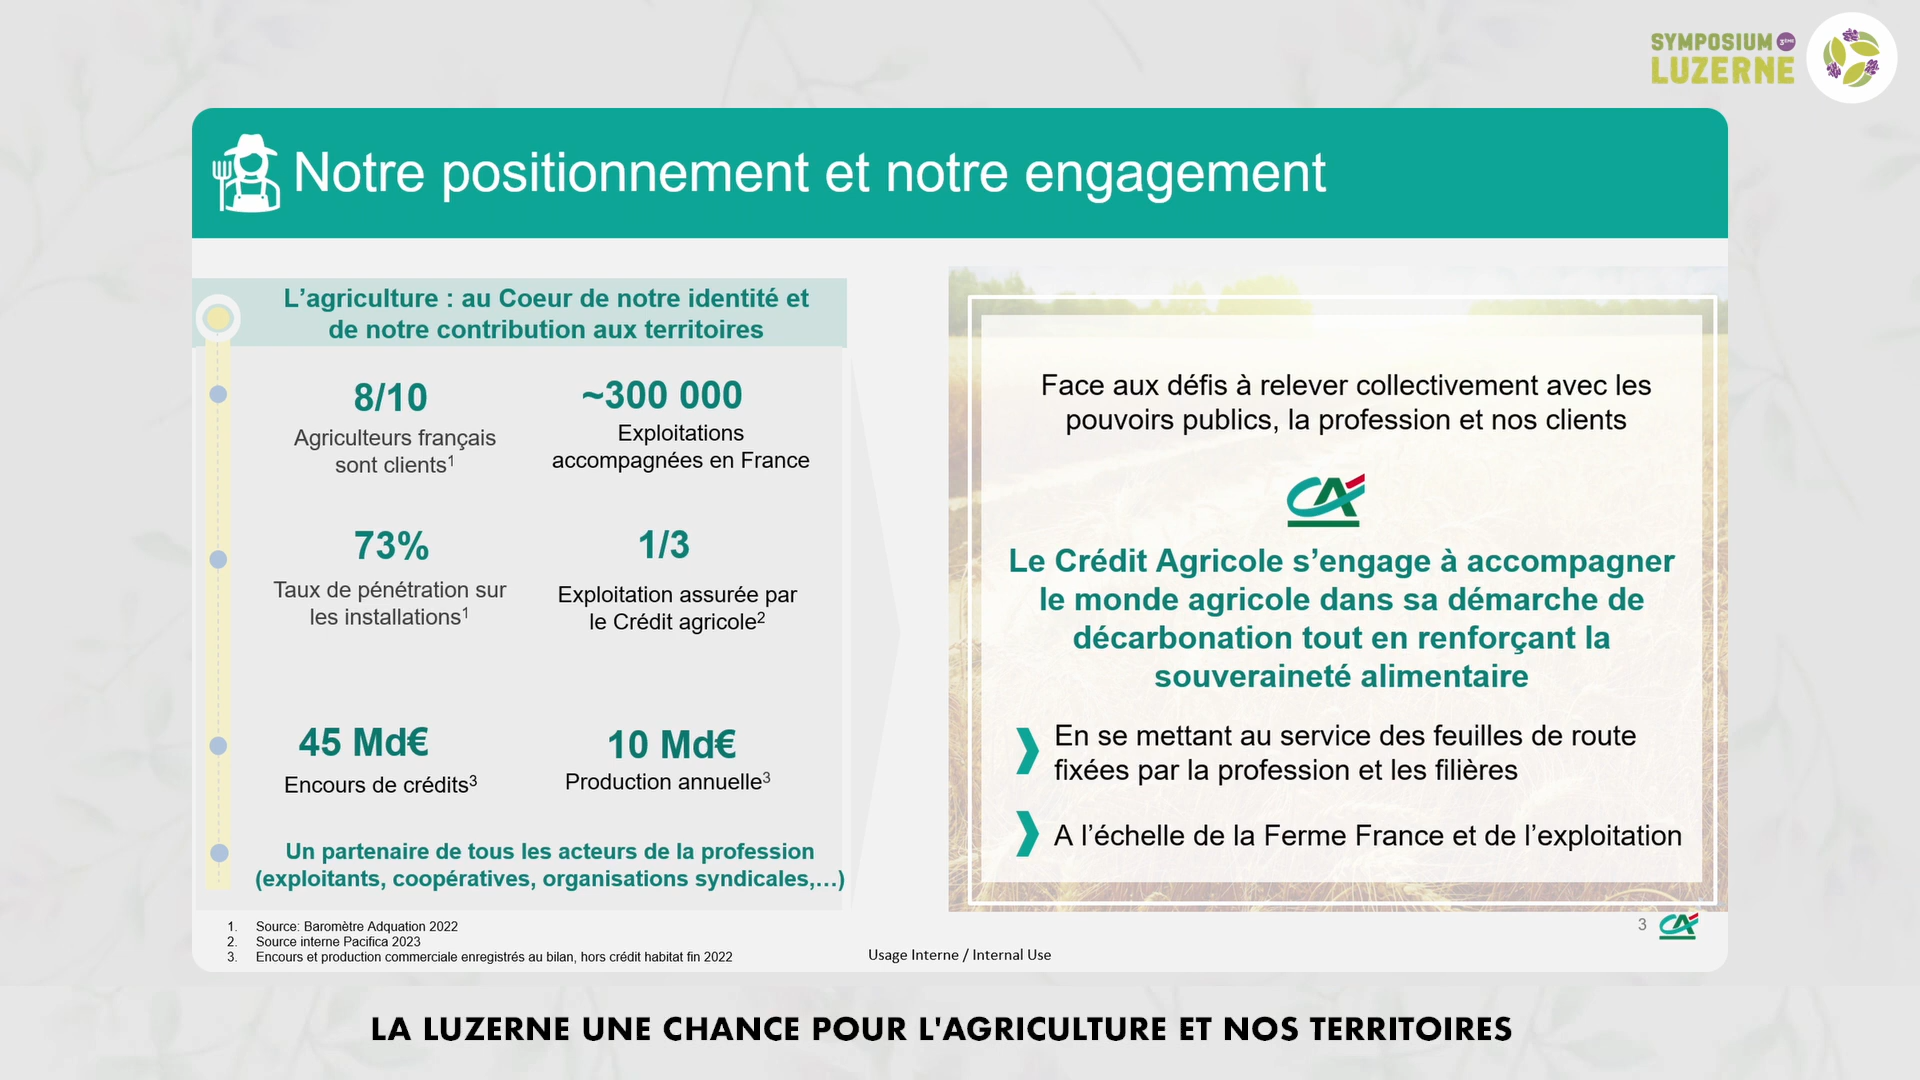 SYMPOSIUM 3ÈME
LUZERNE
Notre positionnement et notre engagement
L’agriculture : au Coeur de notre identité et
de notre contribution aux territoires
8/10
Agriculteurs français
sont clients¹
~300 000
Exploitations
accompagnées en France
73%
Taux de pénétration sur
les installations¹
1/3
Exploitation assurée par
le Crédit agricole²
45 Md€
Encours de crédits³
10 Md€
Production annuelle³
Un partenaire de tous les acteurs de la profession
(exploitants, coopératives, organisations syndicales,…)
Face aux défis à relever collectivement avec les
pouvoirs publics, la profession et nos clients
CA
Le Crédit Agricole s’engage à accompagner
le monde agricole dans sa démarche de
décarbonation tout en renforçant la
souveraineté alimentaire
En se mettant au service des feuilles de route
fixées par la profession et les filières
A l’échelle de la Ferme France et de l’exploitation
1. Source: Baromètre Adquation 2022
2. Source interne Pacifica 2023
3. Encours et production commerciale enregistrés au bilan, hors crédit habitat fin 2022
Usage Interne / Internal Use
3 CA
LA LUZERNE UNE CHANCE POUR L'AGRICULTURE ET NOS TERRITOIRES